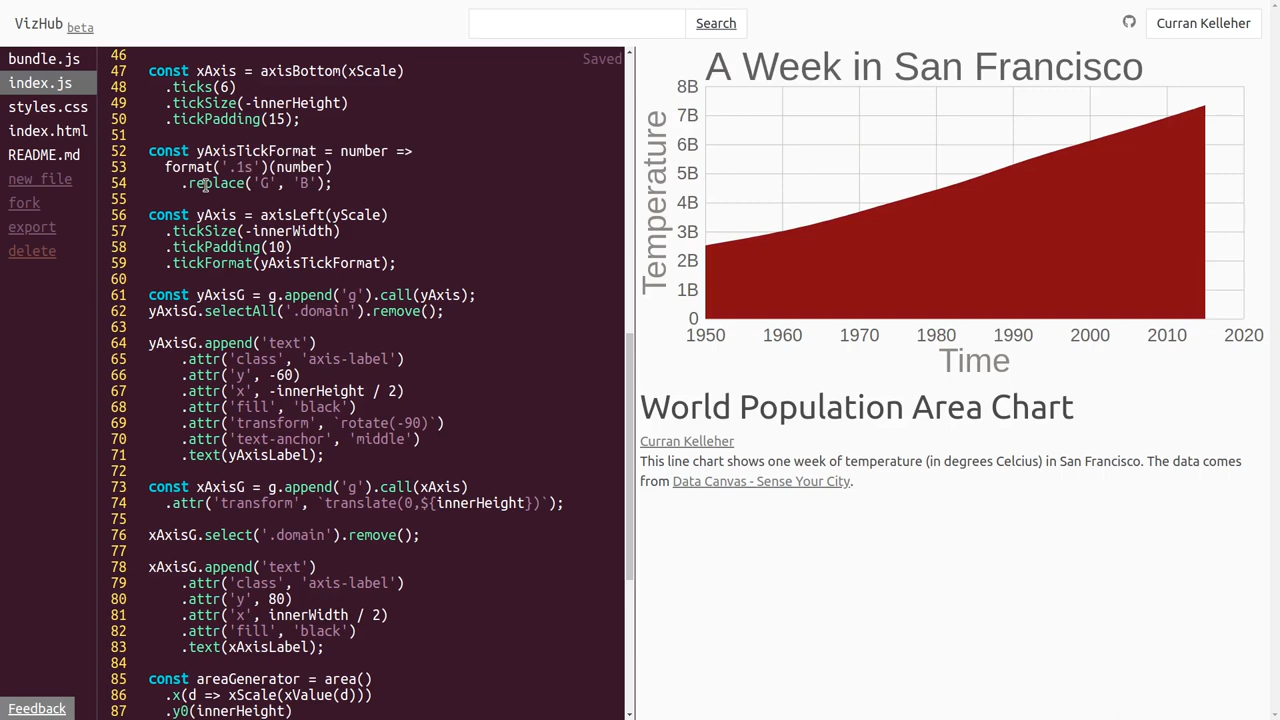 VizHub beta
Search
Curran Kelleher
bundle.js
index.js
styles.css
index.html
README.md
new file
fork
export
delete
Feedback
Saved
46
47 const xAxis = axisBottom(xScale)
48 .ticks(6)
49 .tickSize(-innerHeight)
50 .tickPadding(15);
51
52 const yAxisTickFormat = number =>
53 format('.1s')(number)
54 .replace('G', 'B');
55
56 const yAxis = axisLeft(yScale)
57 .tickSize(-innerWidth)
58 .tickPadding(10)
59 .tickFormat(yAxisTickFormat);
60
61 const yAxisG = g.append('g').call(yAxis);
62 yAxisG.selectAll('.domain').remove();
63
64 yAxisG.append('text')
65 .attr('class', 'axis-label')
66 .attr('y', -60)
67 .attr('x', -innerHeight / 2)
68 .attr('fill', 'black')
69 .attr('transform', `rotate(-90)`)
70 .attr('text-anchor', 'middle')
71 .text(yAxisLabel);
72
73 const xAxisG = g.append('g').call(xAxis)
74 .attr('transform', `translate(0,${innerHeight})`);
75
76 xAxisG.select('.domain').remove();
77
78 xAxisG.append('text')
79 .attr('class', 'axis-label')
80 .attr('y', 80)
81 .attr('x', innerWidth / 2)
82 .attr('fill', 'black')
83 .text(xAxisLabel);
84
85 const areaGenerator = area()
86 .x(d => xScale(xValue(d)))
87 .y0(innerHeight)
A Week in San Francisco
Temperature
8B
7B
6B
5B
4B
3B
2B
1B
0
1950 1960 1970 1980 1990 2000 2010 2020
Time
World Population Area Chart
Curran Kelleher
This line chart shows one week of temperature (in degrees Celcius) in San Francisco. The data comes
from Data Canvas - Sense Your City.